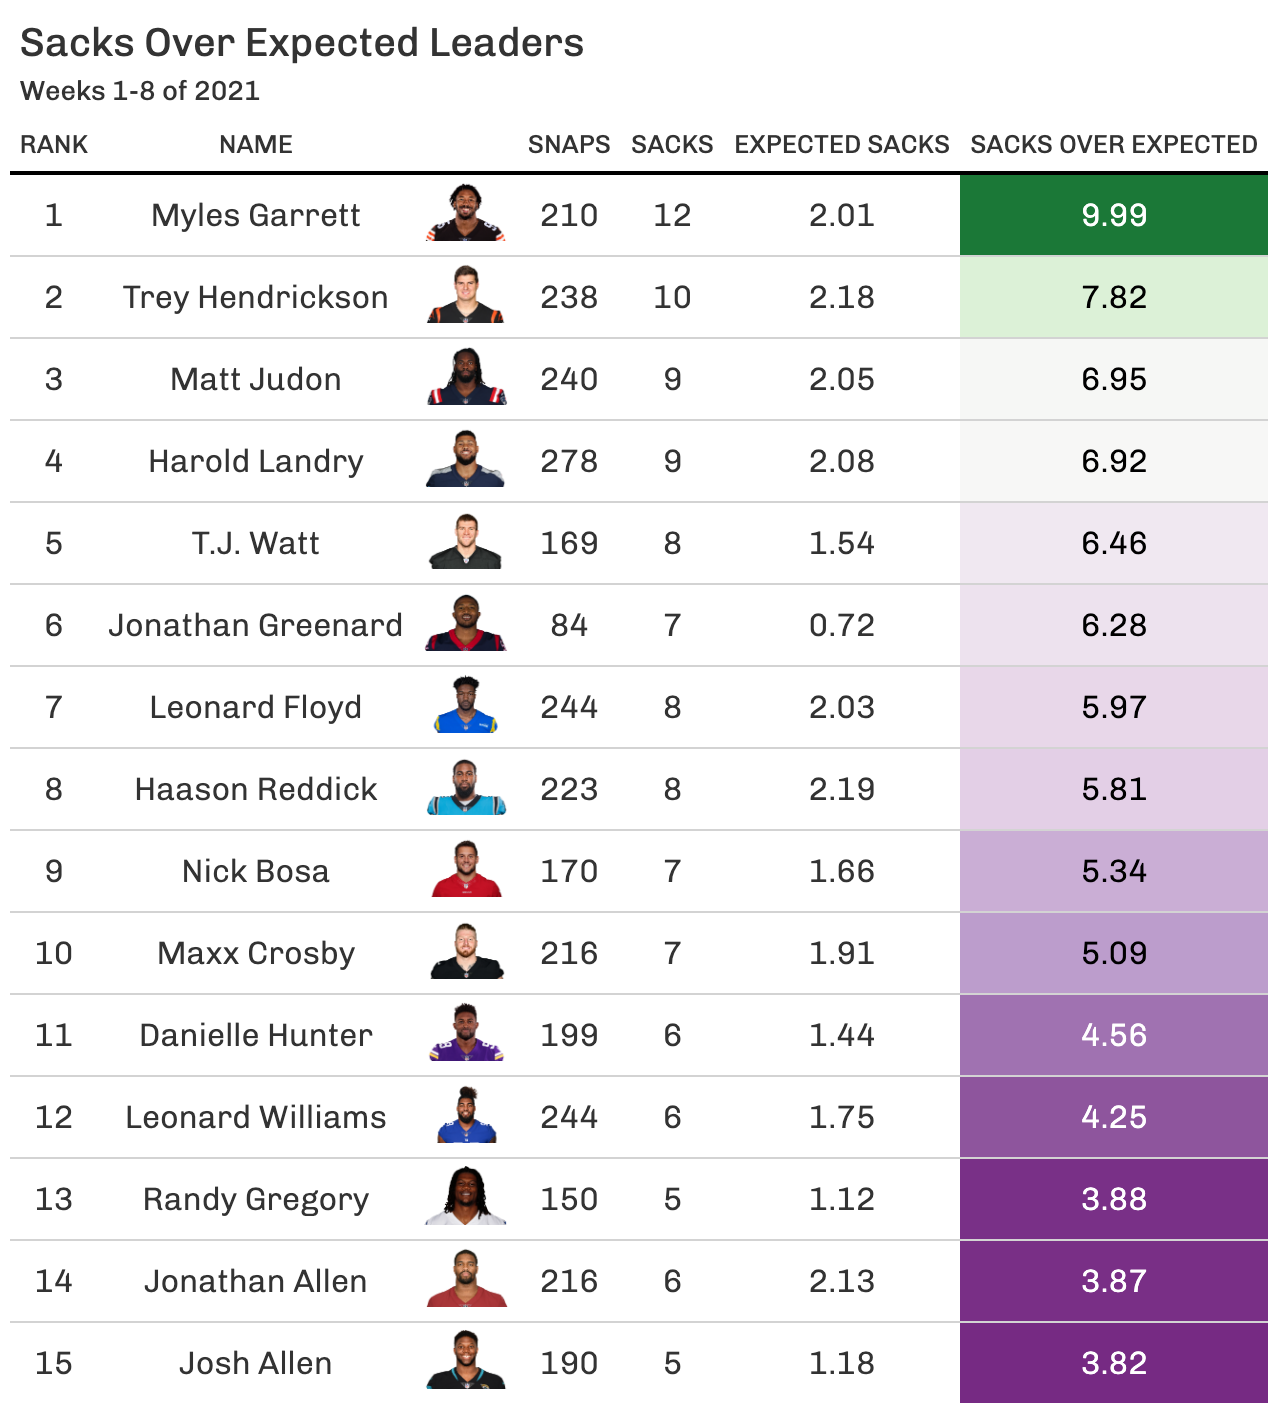 Sacks Over Expected Leaders
Weeks 1-8 of 2021
RANK NAME SNAPS SACKS EXPECTED SACKS SACKS OVER EXPECTED
1 Myles Garrett 210 12 2.01 9.99
2 Trey Hendrickson 238 10 2.18 7.82
3 Matt Judon 240 9 2.05 6.95
4 Harold Landry 278 9 2.08 6.92
5 T.J. Watt 169 8 1.54 6.46
6 Jonathan Greenard 84 7 0.72 6.28
7 Leonard Floyd 244 8 2.03 5.97
8 Haason Reddick 223 8 2.19 5.81
9 Nick Bosa 170 7 1.66 5.34
10 Maxx Crosby 216 7 1.91 5.09
11 Danielle Hunter 199 6 1.44 4.56
12 Leonard Williams 244 6 1.75 4.25
13 Randy Gregory 150 5 1.12 3.88
14 Jonathan Allen 216 6 2.13 3.87
15 Josh Allen 190 5 1.18 3.82